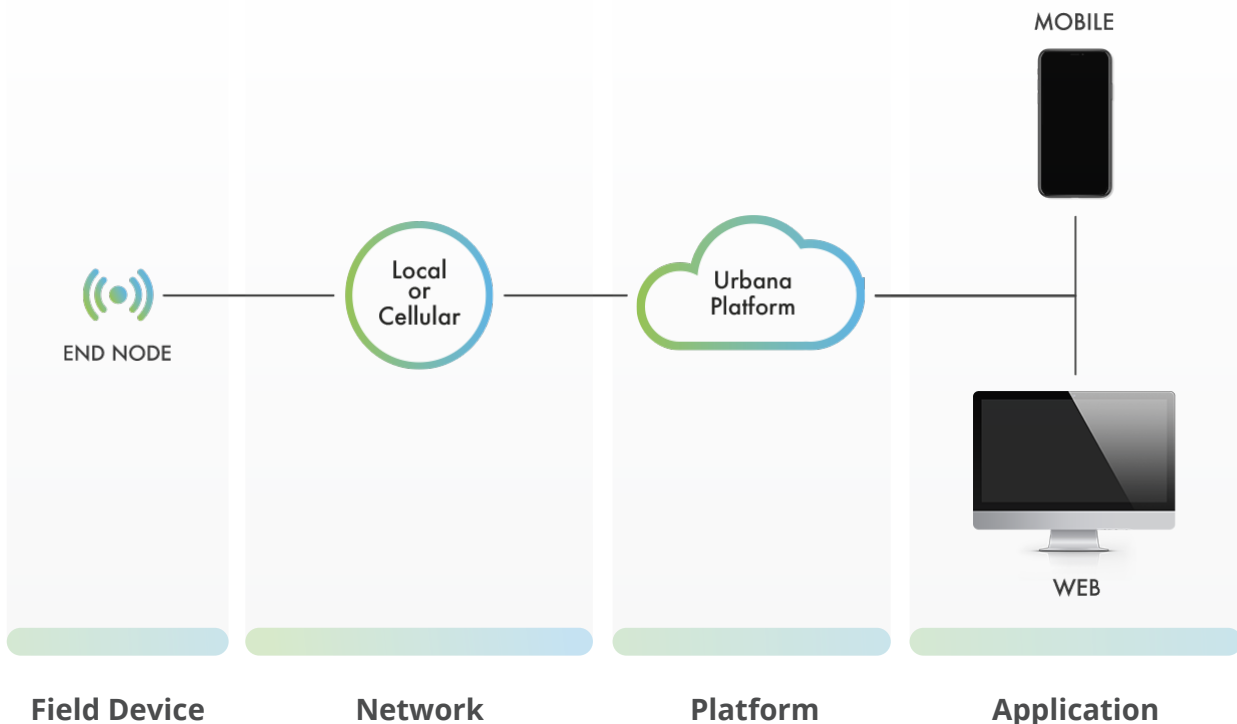 MOBILE
END NODE
Local
or
Cellular
Urbana
Platform
WEB
Field Device
Network
Platform
Application